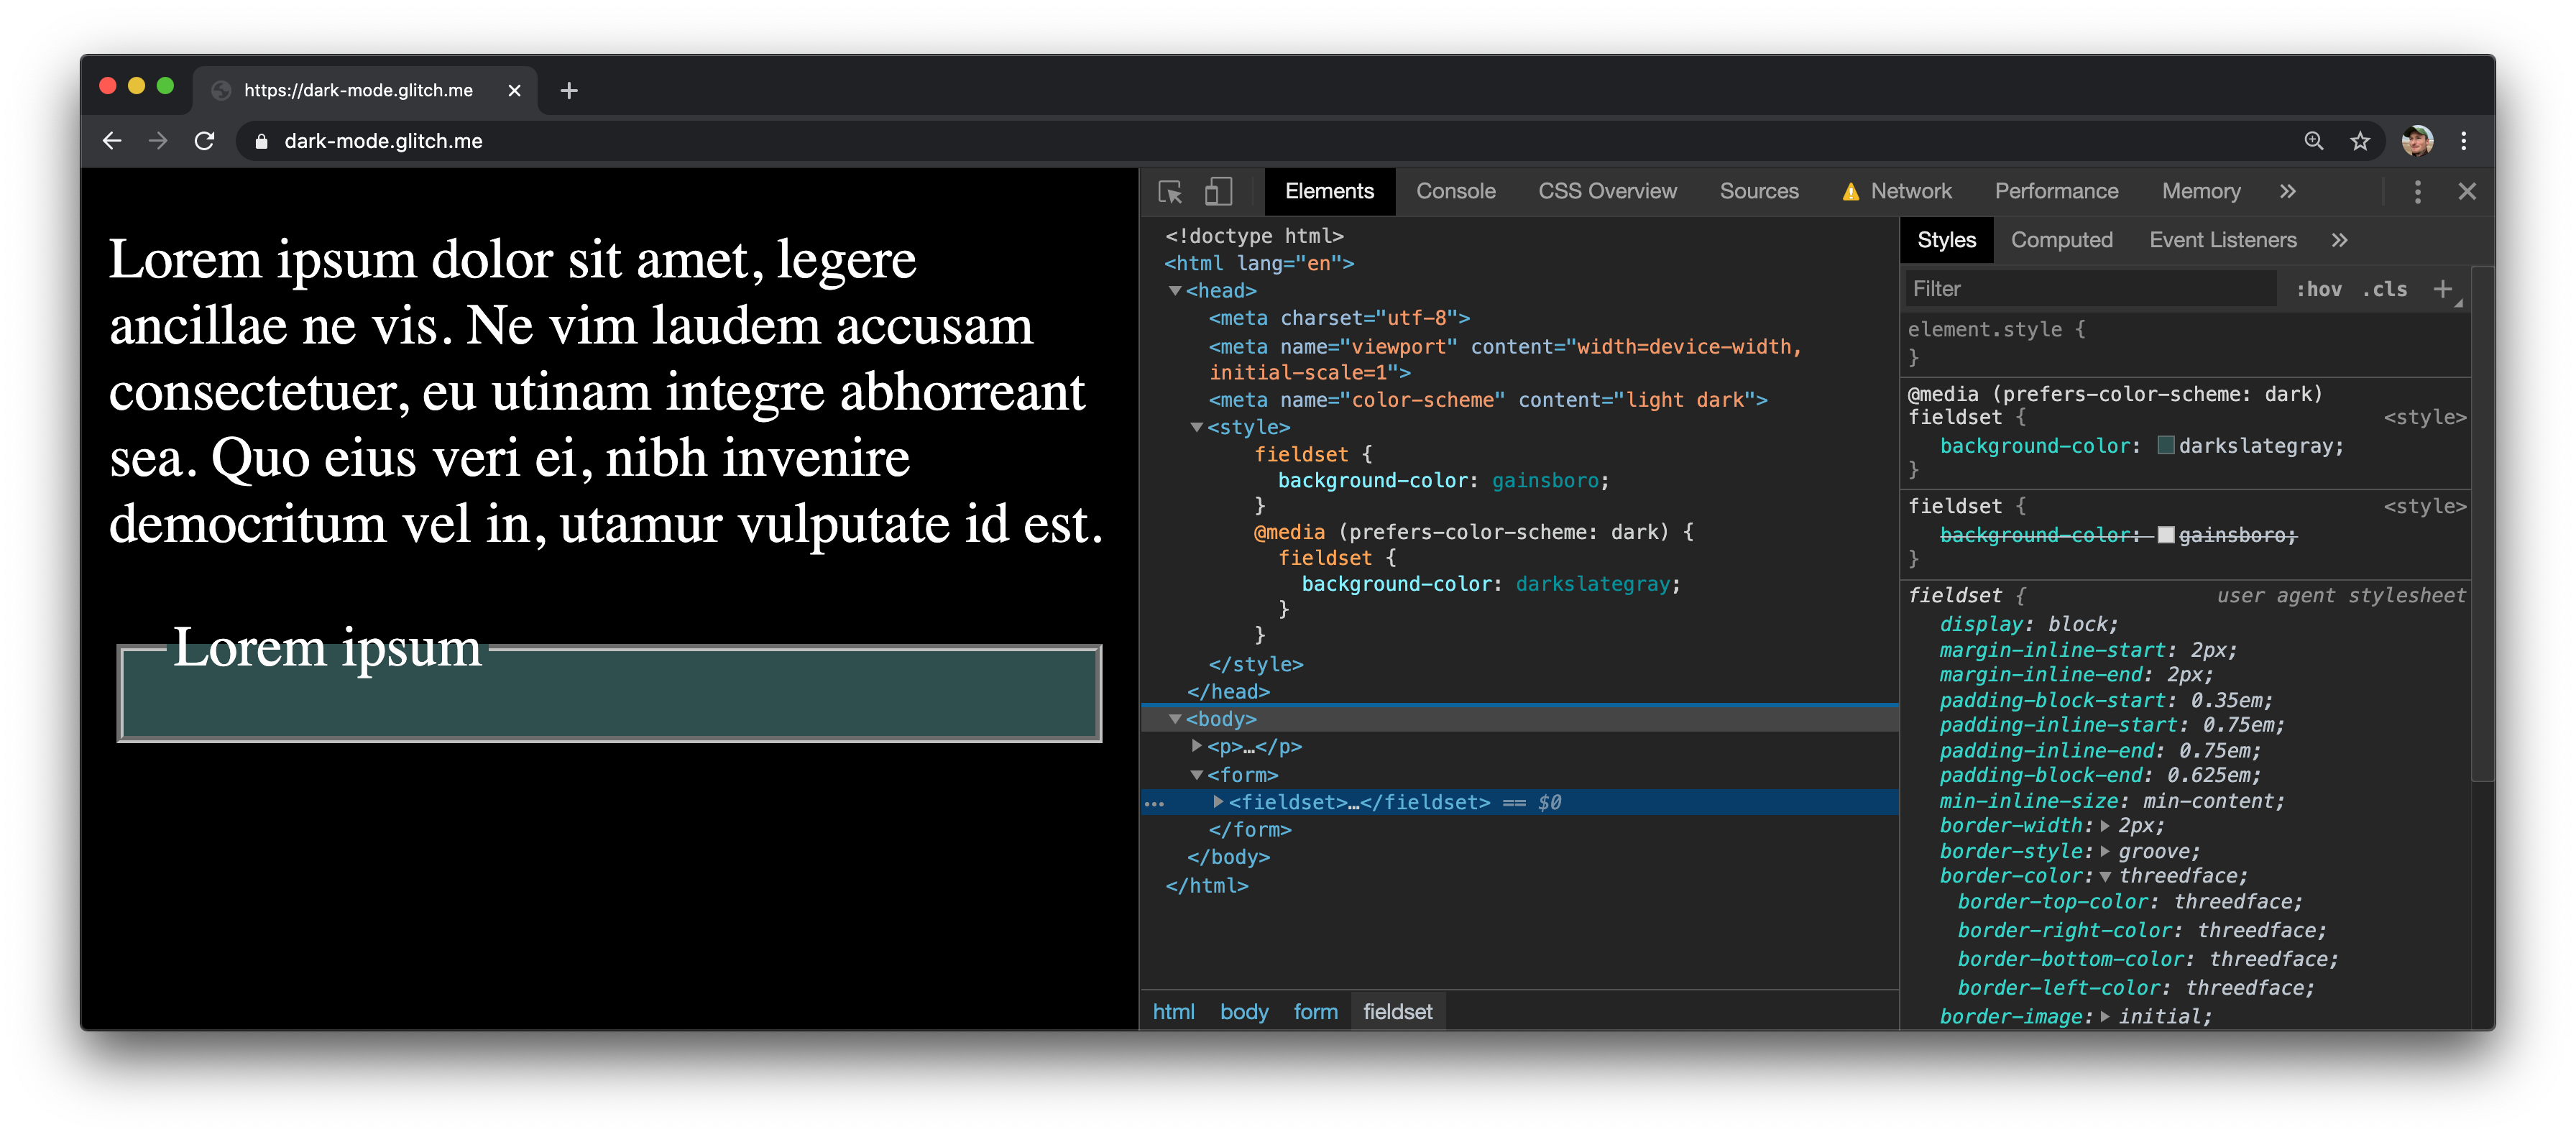 https://dark-mode.glitch.me
dark-mode.glitch.me
Lorem ipsum dolor sit amet, legere
ancillae ne vis. Ne vim laudem accusam
consectetuer, eu utinam integre abhorreant
sea. Quo eius veri ei, nibh invenire
democritum vel in, utamur vulputate id est.
Lorem ipsum
Elements Console CSS Overview Sources Network Performance Memory »
<!doctype html>
<html lang="en">
<head>
<meta charset="utf-8">
<meta name="viewport" content="width=device-width,
initial-scale=1">
<meta name="color-scheme" content="light dark">
<style>
fieldset {
background-color: gainsboro;
}
@media (prefers-color-scheme: dark) {
fieldset {
background-color: darkslategray;
}
}
</style>
</head>
<body>
<p>…</p>
<form>
<fieldset>…</fieldset> == $0
</form>
</body>
</html>
html body form fieldset
Styles Computed Event Listeners »
Filter :hov .cls +
element.style {
}
@media (prefers-color-scheme: dark)
fieldset { <style>
background-color: darkslategray;
}
fieldset { <style>
background-color: gainsboro;
}
fieldset { user agent stylesheet
display: block;
margin-inline-start: 2px;
margin-inline-end: 2px;
padding-block-start: 0.35em;
padding-inline-start: 0.75em;
padding-inline-end: 0.75em;
padding-block-end: 0.625em;
min-inline-size: min-content;
border-width: 2px;
border-style: groove;
border-color: threedface;
border-top-color: threedface;
border-right-color: threedface;
border-bottom-color: threedface;
border-left-color: threedface;
border-image: initial;